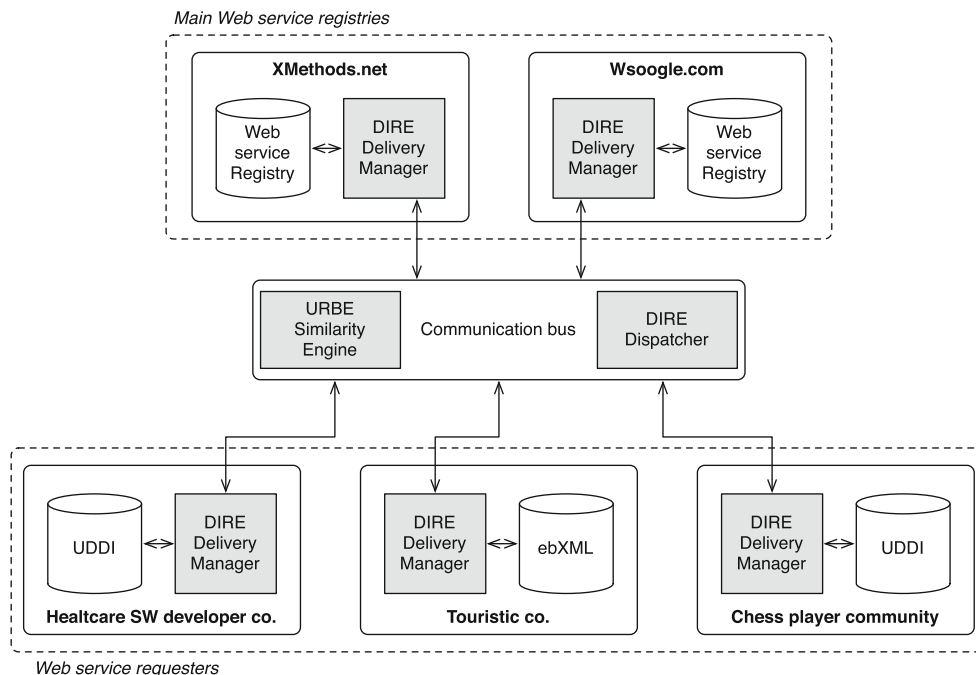 Main Web service registries
XMethods.net
Web
service
Registry
DIRE
Delivery
Manager
Wsoogle.com
DIRE
Delivery
Manager
Web
service
Registry
URBE
Similarity
Engine
Communication bus
DIRE
Dispatcher
UDDI
DIRE
Delivery
Manager
Healtcare SW developer co.
DIRE
Delivery
Manager
ebXML
Touristic co.
DIRE
Delivery
Manager
UDDI
Chess player community
Web service requesters